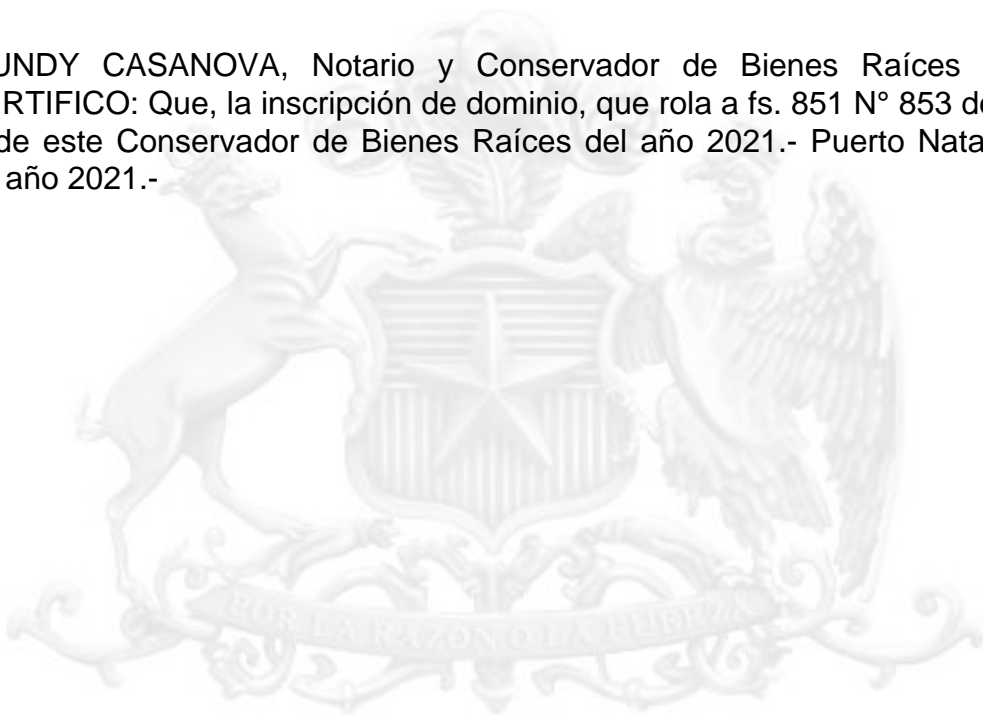 UNDY CASANOVA, Notario y Conservador de Bienes Raíces
RTIFICO: Que, la inscripción de dominio, que rola a fs. 851 N° 853 de
de este Conservador de Bienes Raíces del año 2021.- Puerto Nata
año 2021.-
POR LA RAZON O LA FUERZA